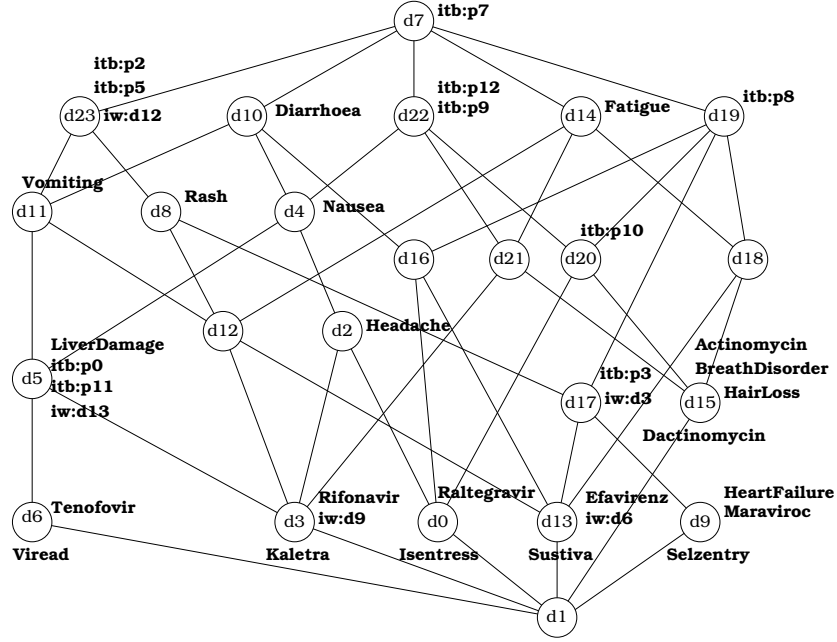 d7
itb:p7
itb:p2
itb:p5
d23
iw:d12
d10
Diarrhoea
d22
itb:p12
itb:p9
d14
Fatigue
d19
itb:p8
Vomiting
d11
d8
Rash
d4
Nausea
d16
d21
itb:p10
d20
d18
d12
d2
Headache
LiverDamage
d5
itb:p0
itb:p11
iw:d13
itb:p3
d17
iw:d3
Actinomycin
BreathDisorder
d15
HairLoss
Dactinomycin
d6
Tenofovir
Viread
d3
Rifonavir
iw:d9
Kaletra
Raltegravir
d0
Isentress
d13
Efavirenz
iw:d6
Sustiva
d9
HeartFailure
Maraviroc
Selzentry
d1